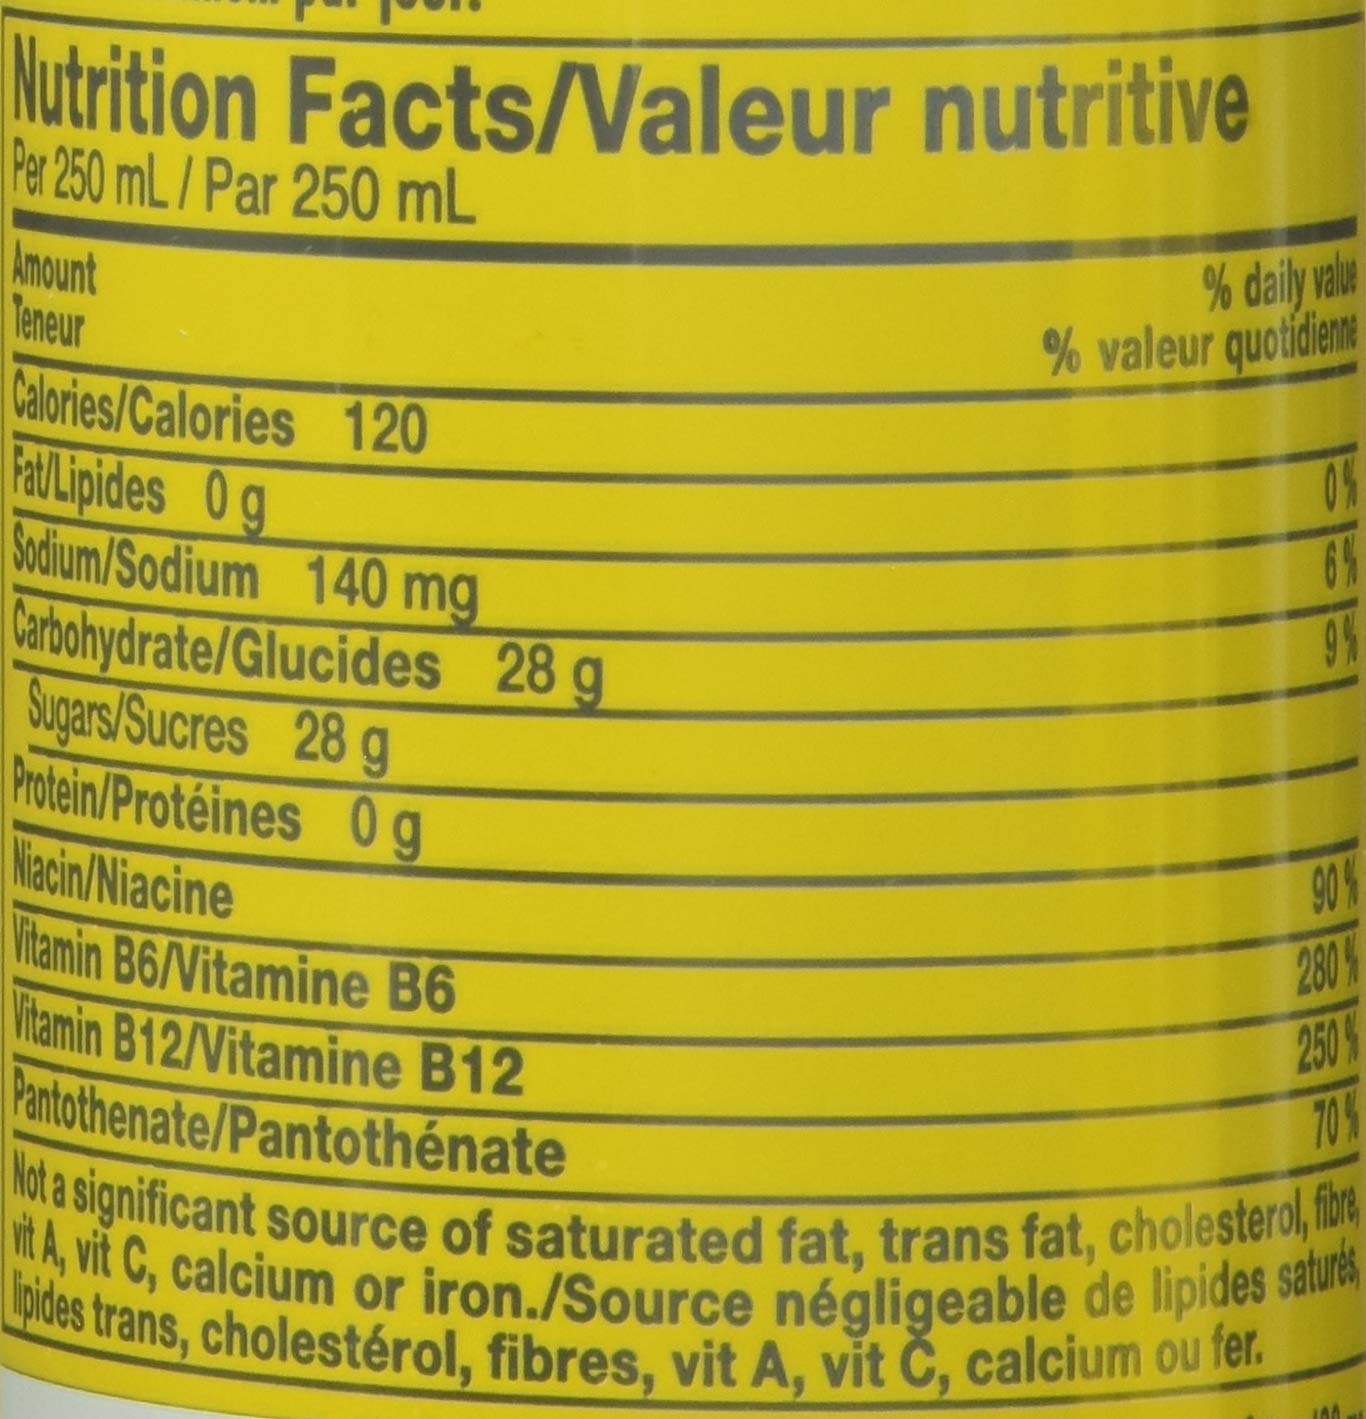 par jour.
Nutrition Facts/Valeur nutritive
Per 250 mL / Par 250 mL
Amount % daily value
Teneur % valeur quotidienne
Calories/Calories 120
Fat/Lipides 0 g 0 %
Sodium/Sodium 140 mg 6 %
Carbohydrate/Glucides 28 g 9 %
Sugars/Sucres 28 g
Protein/Protéines 0 g
Niacin/Niacine 90 %
Vitamin B6/Vitamine B6 280 %
Vitamin B12/Vitamine B12 250 %
Pantothenate/Pantothénate 70 %
Not a significant source of saturated fat, trans fat, cholesterol, fibre,
vit A, vit C, calcium or iron./Source négligeable de lipides saturés,
lipides trans, cholestérol, fibres, vit A, vit C, calcium ou fer.